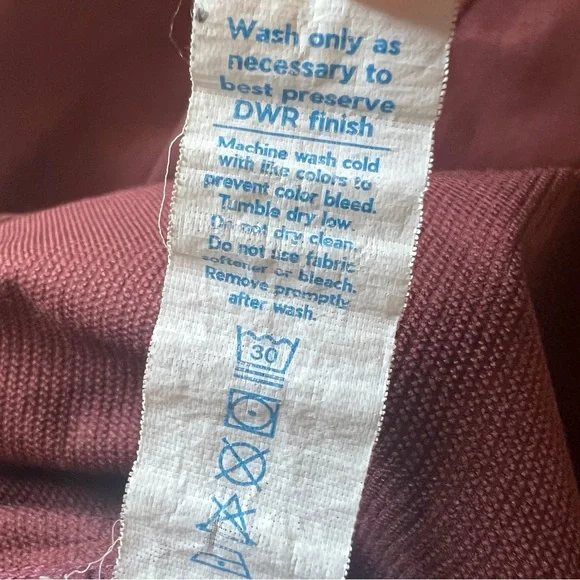 Wash only as
necessary to
best preserve
DWR finish
Machine wash cold
with like colors to
prevent color bleed.
Tumble dry low.
Do not dry clean.
Do not use fabric
softener or bleach.
Remove promptly
after wash.
30